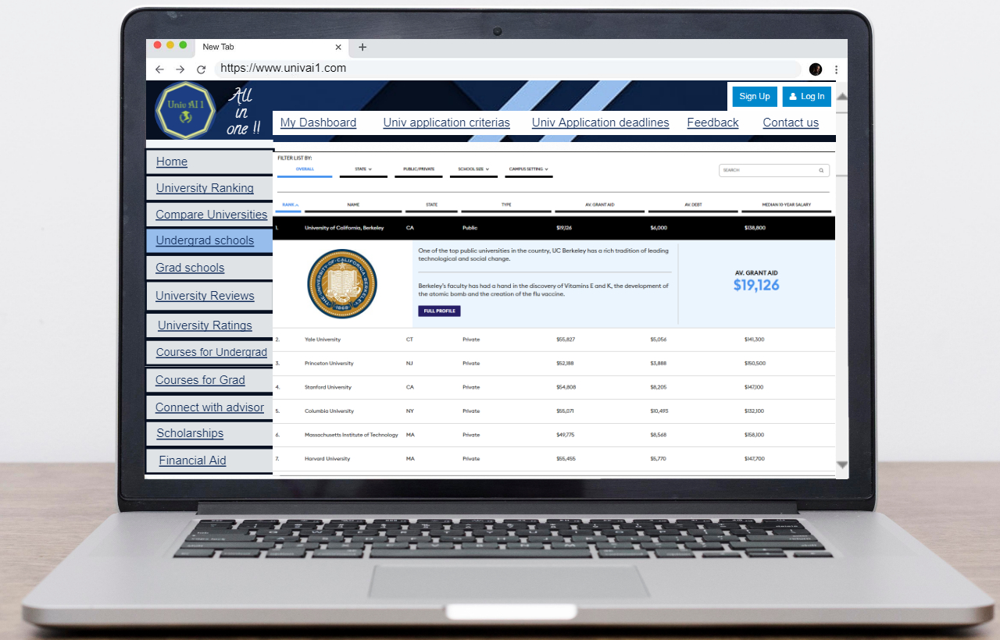 New Tab
https://www.univai1.com
Univ AI 1
All
in
one !!
Sign Up
Log In
My Dashboard
Univ application criterias
Univ Application deadlines
Feedback
Contact us
Home
University Ranking
Compare Universities
Undergrad schools
Grad schools
University Reviews
University Ratings
Courses for Undergrad
Courses for Grad
Connect with advisor
Scholarships
Financial Aid
FILTER LIST BY:
OVERALL STATE PUBLIC/PRIVATE SCHOOL SIZE CAMPUS SETTING SEARCH
RANK NAME STATE TYPE AV. GRANT AID AV. DEBT MEDIAN 10-YEAR SALARY
1. University of California, Berkeley CA Public $19,126 $6,000 $138,800
THE UNIVERSITY OF CALIFORNIA BERKELEY
1868
One of the top public universities in the country, UC Berkeley has a rich tradition of leading
technological and social change.
Berkeley's faculty has had a hand in the discovery of Vitamins E and K, the development of
the atomic bomb and the creation of the flu vaccine.
FULL PROFILE
AV. GRANT AID
$19,126
2. Yale University CT Private $55,827 $5,056 $141,300
3. Princeton University NJ Private $52,188 $3,888 $150,500
4. Stanford University CA Private $54,808 $8,205 $147,100
5. Columbia University NY Private $55,071 $10,493 $132,100
6. Massachusetts Institute of Technology MA Private $49,775 $8,568 $158,100
7. Harvard University MA Private $55,455 $5,770 $147,700